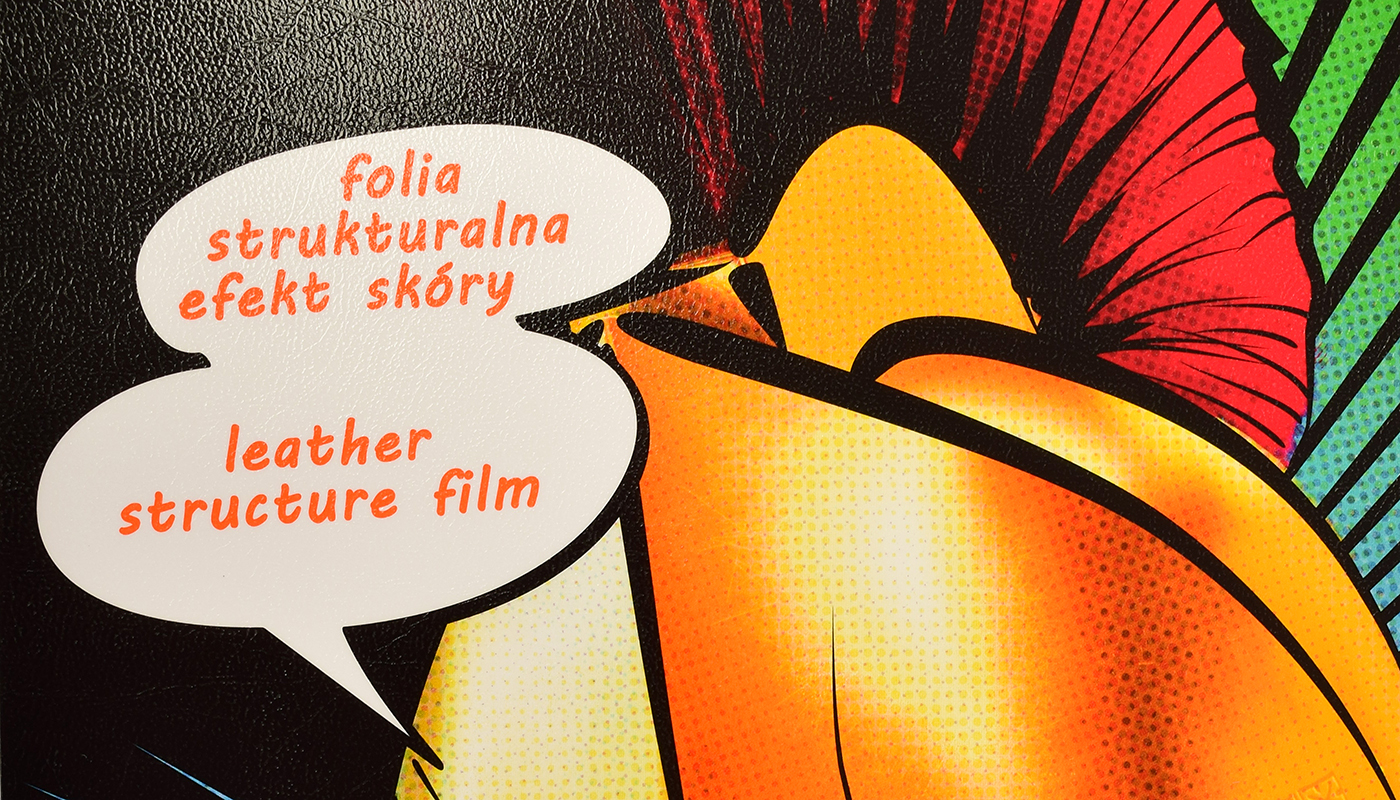 folia
strukturalna
efekt skóry
leather
structure film